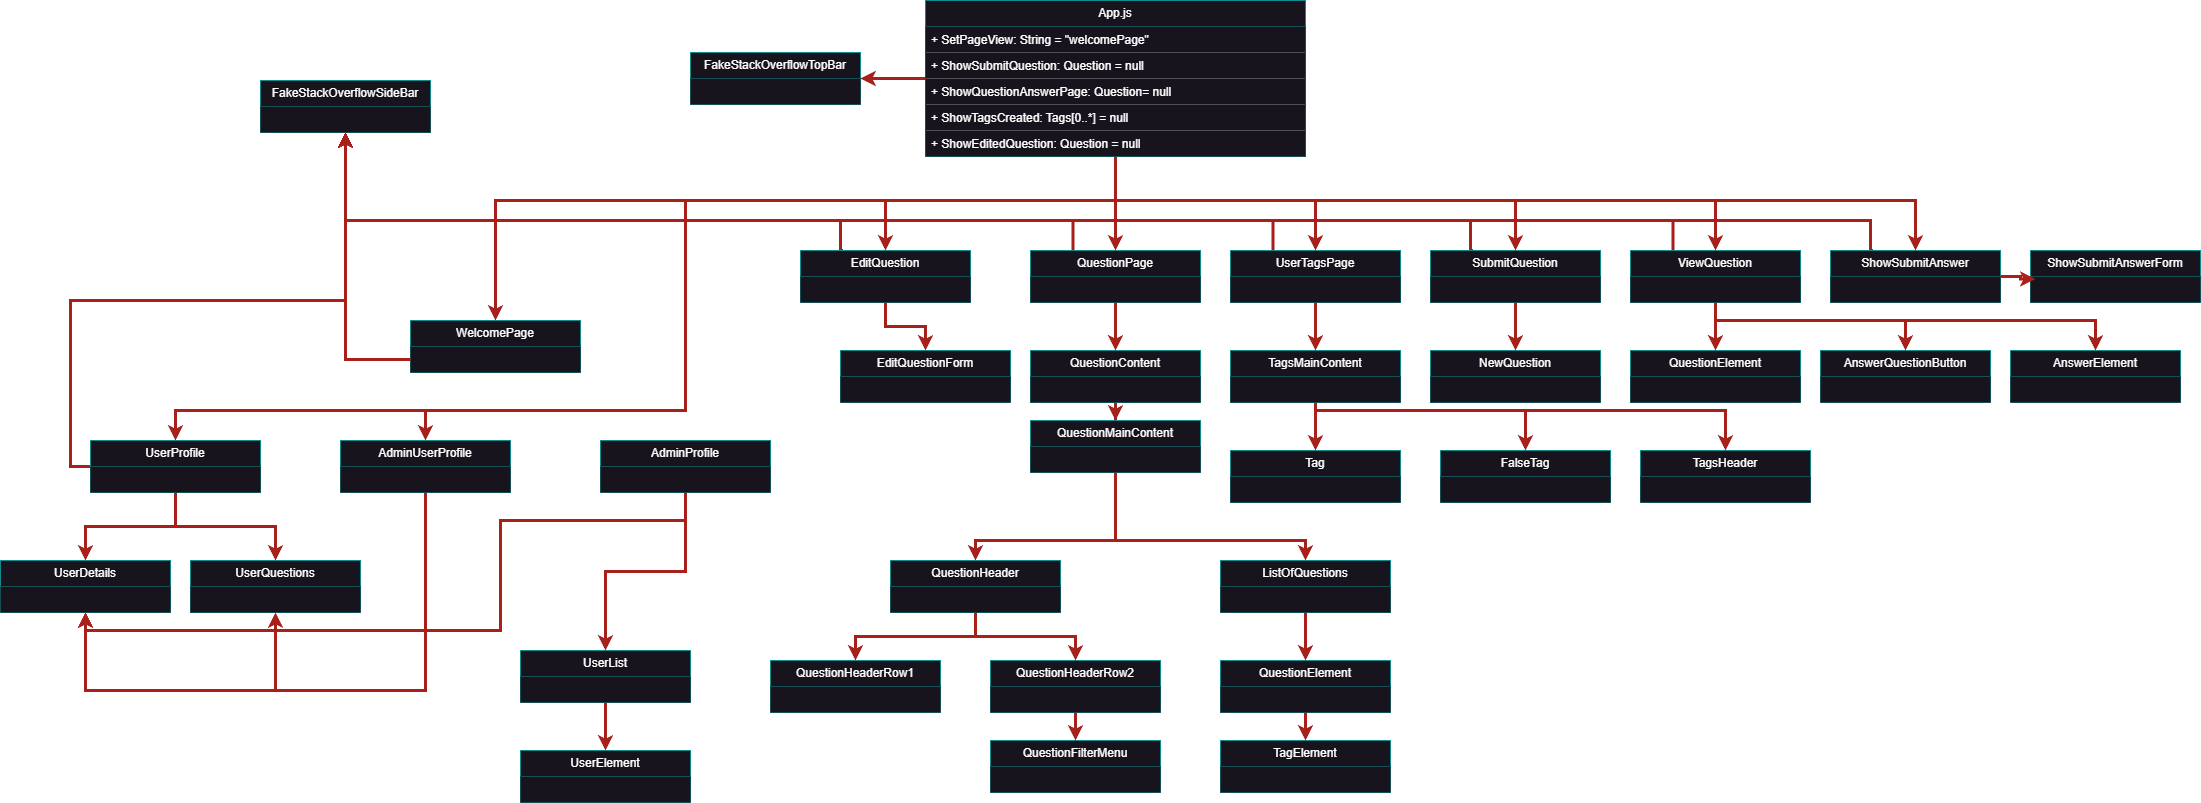 App.js
+ SetPageView: String = "welcomePage"
+ ShowSubmitQuestion: Question = null
+ ShowQuestionAnswerPage: Question= null
+ ShowTagsCreated: Tags[0..*] = null
+ ShowEditedQuestion: Question = null
FakeStackOverflowTopBar
FakeStackOverflowSideBar
EditQuestion
QuestionPage
UserTagsPage
SubmitQuestion
ViewQuestion
ShowSubmitAnswer
ShowSubmitAnswerForm
WelcomePage
EditQuestionForm
QuestionContent
TagsMainContent
NewQuestion
QuestionElement
AnswerQuestionButton
AnswerElement
QuestionMainContent
UserProfile
AdminUserProfile
AdminProfile
Tag
FalseTag
TagsHeader
UserDetails
UserQuestions
QuestionHeader
ListOfQuestions
UserList
QuestionHeaderRow1
QuestionHeaderRow2
QuestionElement
UserElement
QuestionFilterMenu
TagElement